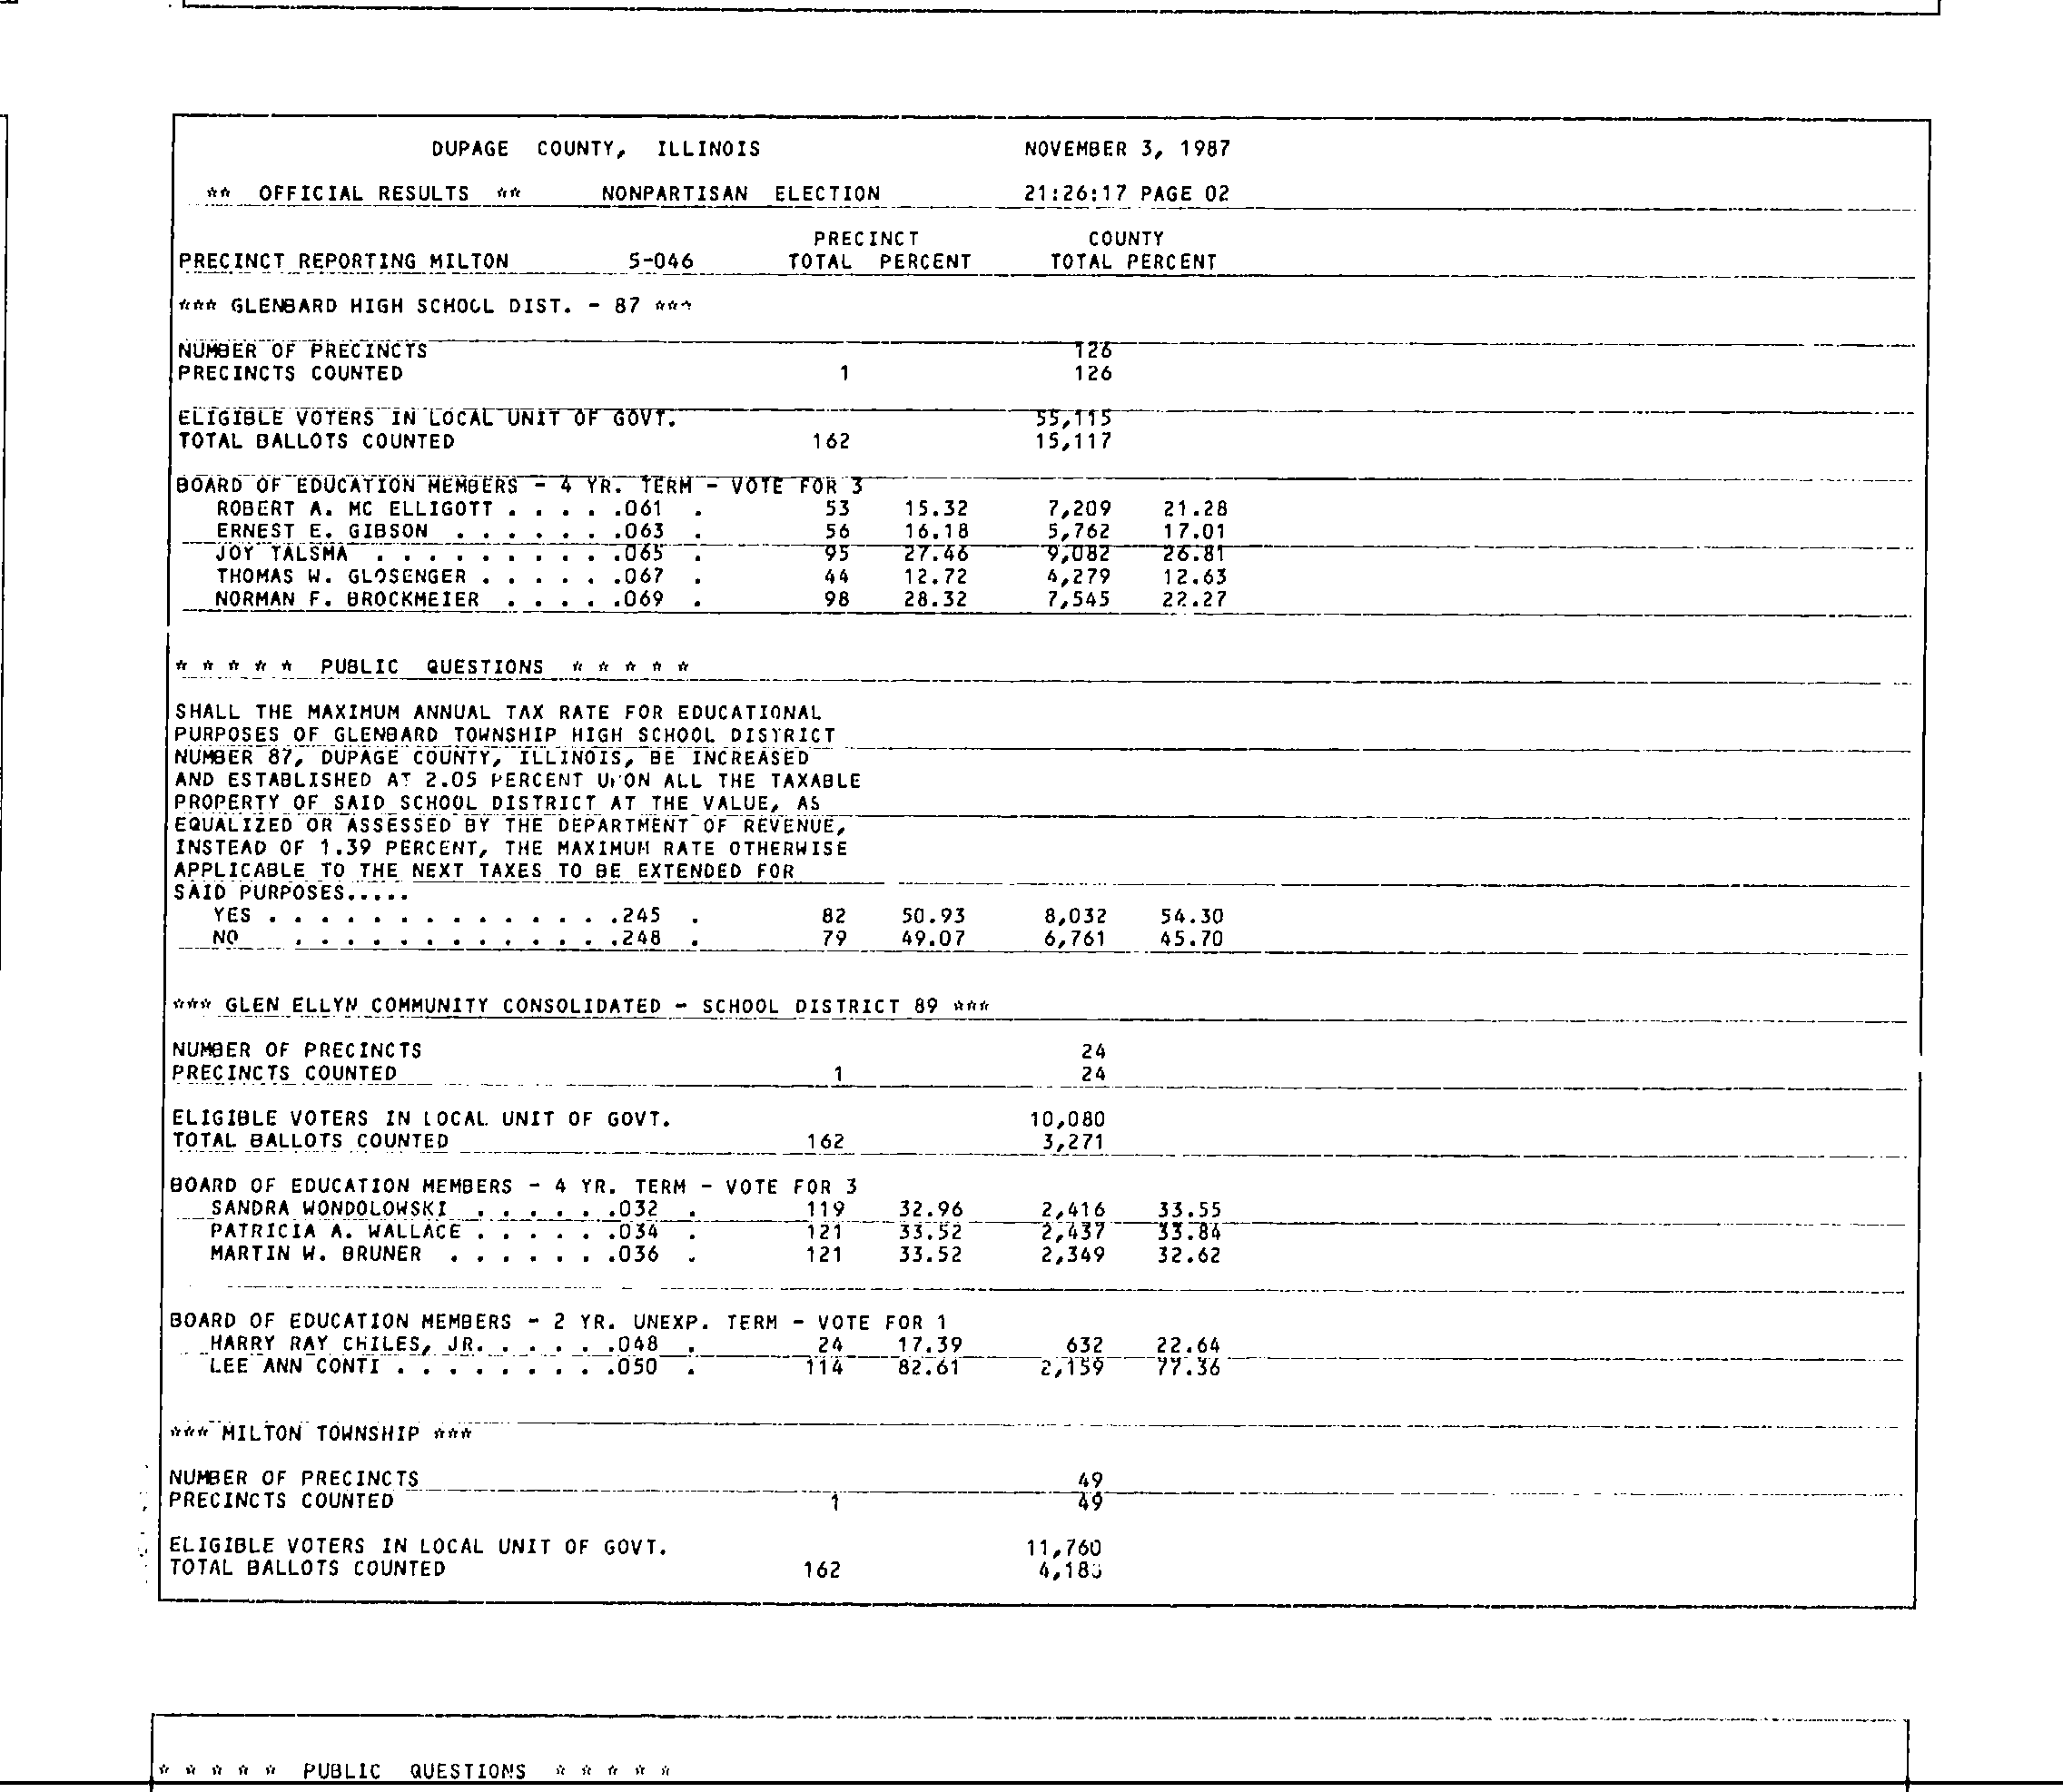 DUPAGE COUNTY, ILLINOIS NOVEMBER 3, 1987
** OFFICIAL RESULTS ** NONPARTISAN ELECTION 21:26:17 PAGE 02
PRECINCT COUNTY
PRECINCT REPORTING MILTON 5-046 TOTAL PERCENT TOTAL PERCENT
*** GLENBARD HIGH SCHOOL DIST. - 87 ***
NUMBER OF PRECINCTS 126
PRECINCTS COUNTED 1 126
ELIGIBLE VOTERS IN LOCAL UNIT OF GOVT. 55,115
TOTAL BALLOTS COUNTED 162 15,117
BOARD OF EDUCATION MEMBERS - 4 YR. TERM - VOTE FOR 3
ROBERT A. MC ELLIGOTT . . . . .061 . 53 15.32 7,209 21.28
ERNEST E. GIBSON . . . . . . .063 . 56 16.18 5,762 17.01
JOY TALSMA . . . . . . . . . .065 . 95 27.46 9,082 26.81
THOMAS W. GLOSENGER . . . . . .067 . 44 12.72 4,279 12.63
NORMAN F. BROCKMEIER . . . . .069 . 98 28.32 7,545 22.27
* * * * * PUBLIC QUESTIONS * * * * *
SHALL THE MAXIMUM ANNUAL TAX RATE FOR EDUCATIONAL
PURPOSES OF GLENBARD TOWNSHIP HIGH SCHOOL DISTRICT
NUMBER 87, DUPAGE COUNTY, ILLINOIS, BE INCREASED
AND ESTABLISHED AT 2.05 PERCENT UPON ALL THE TAXABLE
PROPERTY OF SAID SCHOOL DISTRICT AT THE VALUE, AS
EQUALIZED OR ASSESSED BY THE DEPARTMENT OF REVENUE,
INSTEAD OF 1.39 PERCENT, THE MAXIMUM RATE OTHERWISE
APPLICABLE TO THE NEXT TAXES TO BE EXTENDED FOR
SAID PURPOSES.....
YES . . . . . . . . . . . . . .245 . 82 50.93 8,032 54.30
NO . . . . . . . . . . . . .248 . 79 49.07 6,761 45.70
*** GLEN ELLYN COMMUNITY CONSOLIDATED - SCHOOL DISTRICT 89 ***
NUMBER OF PRECINCTS 24
PRECINCTS COUNTED 1 24
ELIGIBLE VOTERS IN LOCAL UNIT OF GOVT. 10,080
TOTAL BALLOTS COUNTED 162 3,271
BOARD OF EDUCATION MEMBERS - 4 YR. TERM - VOTE FOR 3
SANDRA WONDOLOWSKI . . . . . .032 . 119 32.96 2,416 33.55
PATRICIA A. WALLACE . . . . . .034 . 121 33.52 2,437 33.84
MARTIN W. BRUNER . . . . . . .036 . 121 33.52 2,349 32.62
BOARD OF EDUCATION MEMBERS - 2 YR. UNEXP. TERM - VOTE FOR 1
HARRY RAY CHILES, JR. . . . . .048 . 24 17.39 632 22.64
LEE ANN CONTI . . . . . . . . .050 . 114 82.61 2,159 77.36
*** MILTON TOWNSHIP ***
NUMBER OF PRECINCTS 49
PRECINCTS COUNTED 1 49
ELIGIBLE VOTERS IN LOCAL UNIT OF GOVT. 11,760
TOTAL BALLOTS COUNTED 162
* * * * * PUBLIC QUESTIONS * * * * *